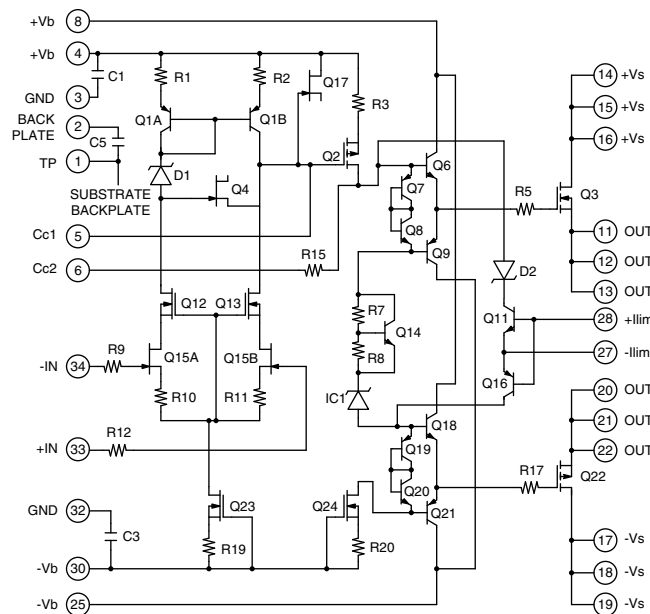 +Vb 8
+Vb 4
R1
R2
Q17
C1
R3
GND 3
14 +Vs
Q1A
Q1B
15 +Vs
BACK
PLATE
2
C5
Q2
16 +Vs
TP 1
D1
Q4
Q6
Q7
R5
Q3
SUBSTRATE
BACKPLATE
Q8
11 OUT
Cc1 5
Q9
12 OUT
Cc2 6
R15
D2
13 OUT
Q12
Q13
R7
Q11
28 +Ilim
Q14
R9
Q15A
Q15B
R8
27 -Ilim
-IN 34
Q16
R10
R11
IC1
20 OUT
R12
Q18
21 OUT
+IN 33
Q19
22 OUT
R17
Q22
GND 32
Q23
Q24
Q20
Q21
C3
R19
R20
17 -Vs
-Vb 30
18 -Vs
-Vb 25
19 -Vs